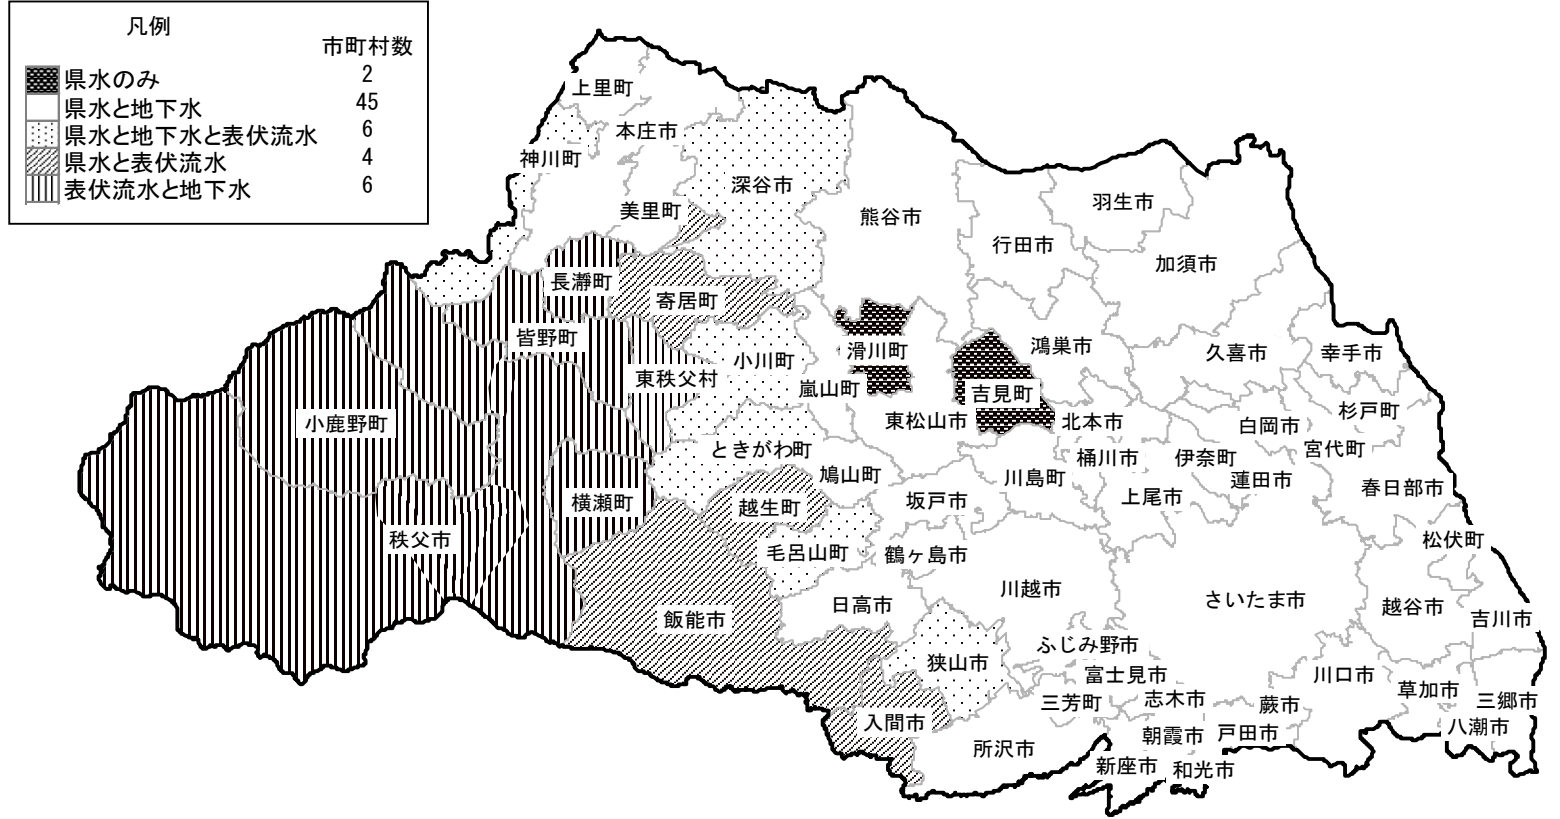 凡例
市町村数
県水のみ 2
県水と地下水 45
県水と地下水と表伏流水 6
県水と表伏流水 4
表伏流水と地下水 6
上里町
本庄市
神川町
深谷市
美里町
熊谷市
羽生市
行田市
加須市
長瀞町
寄居町
皆野町
滑川町
鴻巣市
久喜市
幸手市
小川町
東秩父村
嵐山町
吉見町
杉戸町
小鹿野町
東松山市
北本市
白岡市
ときがわ町
宮代町
桶川市
伊奈町
鳩山町
川島町
蓮田市
春日部市
横瀬町
越生町
坂戸市
上尾市
秩父市
松伏町
毛呂山町
鶴ヶ島市
川越市
さいたま市
日高市
越谷市
飯能市
吉川市
ふじみ野市
狭山市
富士見市
川口市
草加市
三芳町
志木市
蕨市
三郷市
入間市
朝霞市
戸田市
八潮市
所沢市
新座市
和光市